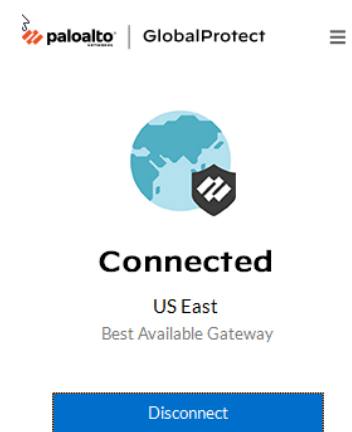 paloalto GlobalProtect
NETWORKS
Connected
US East
Best Available Gateway
Disconnect